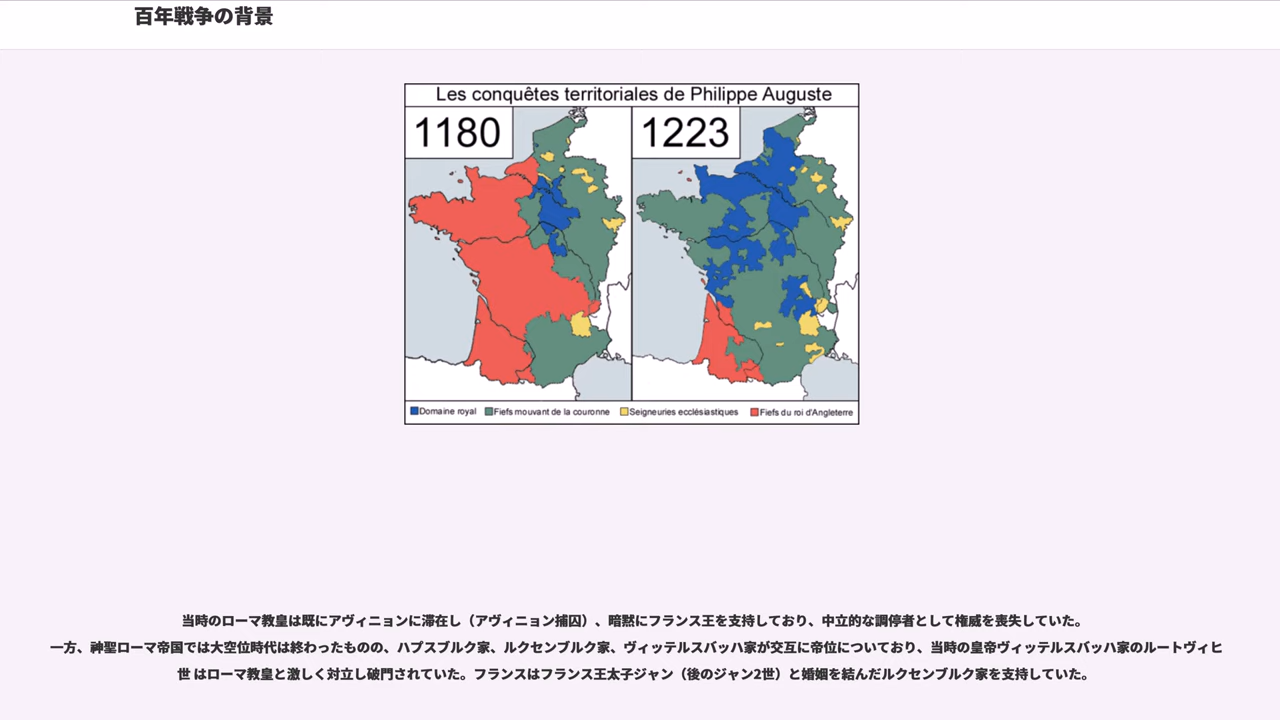 百年戦争の背景
Les conquêtes territoriales de Philippe Auguste
1180
1223
Domaine royal
Fiefs mouvant de la couronne
Seigneuries ecclésiastiques
Fiefs du roi d'Angleterre
当時のローマ教皇は既にアヴィニョンに滞在し（アヴィニョン捕囚）、暗黙にフランス王を支持しており、中立的な調停者として権威を喪失していた。
一方、神聖ローマ帝国では大空位時代は終わったものの、ハプスブルク家、ルクセンブルク家、ヴィッテルスバッハ家が交互に帝位についており、当時の皇帝ヴィッテルスバッハ家のルートヴィヒ
世 はローマ教皇と激しく対立し破門されていた。フランスはフランス王太子ジャン（後のジャン2世）と婚姻を結んだルクセンブルク家を支持していた。